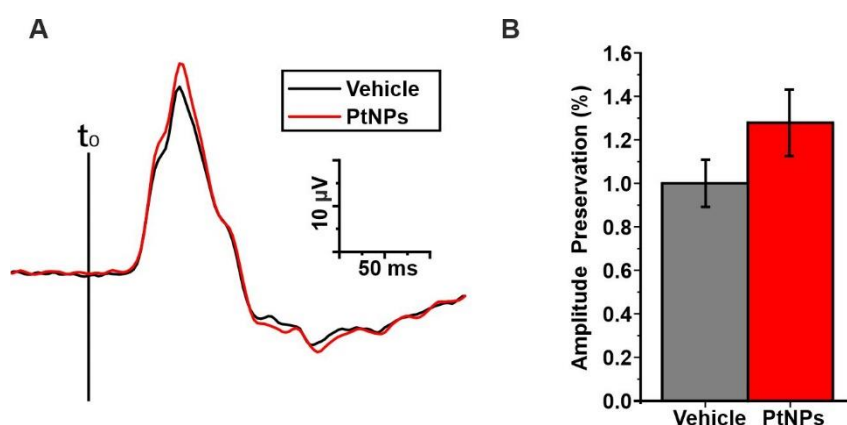 A
Vehicle
PtNPs
t₀
10 µV
50 ms
B
Amplitude Preservation (%)
1.6
1.4
1.2
1.0
0.8
0.6
0.4
0.2
0.0
Vehicle PtNPs